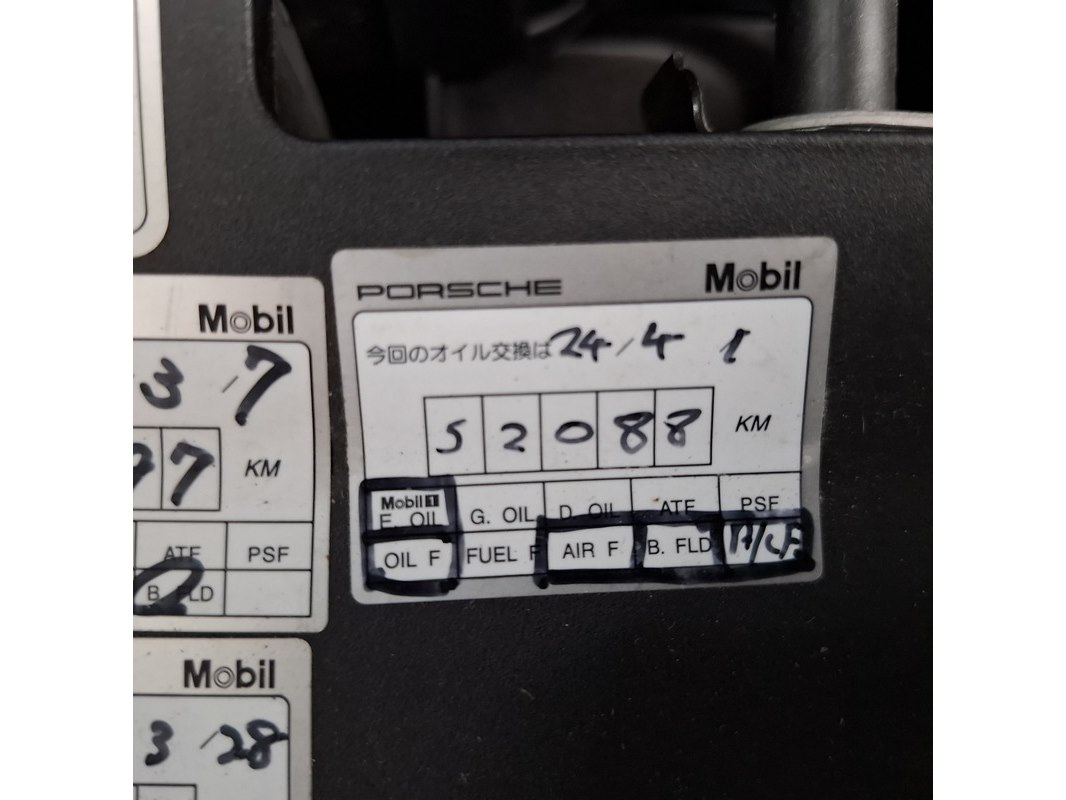 PORSCHE Mobil
今回のオイル交換は 24/4 1
52088 KM
Mobil 1
E. OIL G. OIL D. OIL ATF PSF
OIL F FUEL F AIR F B. FLD A/CF
Mobil
3/7
7 KM
ATF PSF
B. FLD
Mobil
3/28